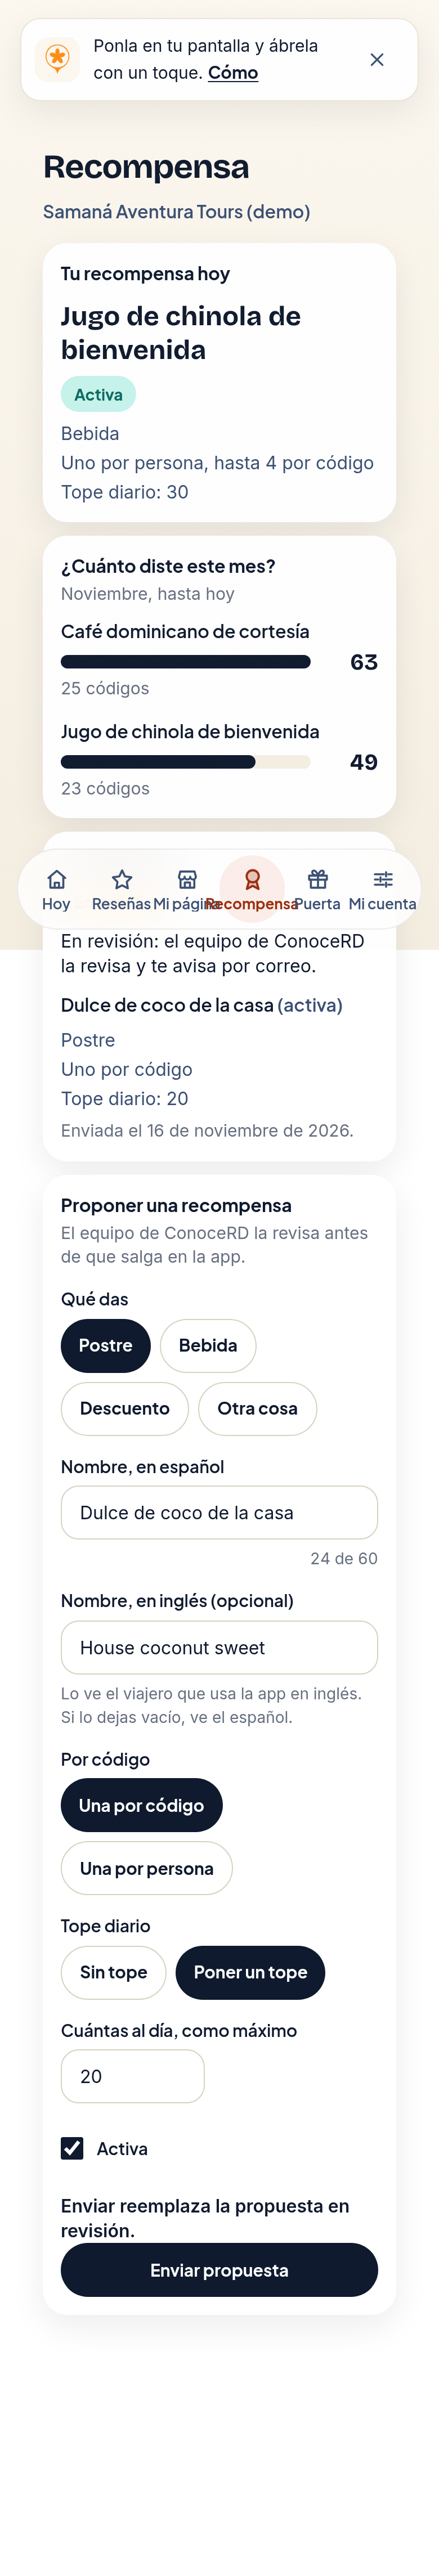 Ponla en tu pantalla y ábrela
con un toque. Cómo
Recompensa
Samaná Aventura Tours (demo)
Tu recompensa hoy
Jugo de chinola de
bienvenida
Activa
Bebida
Uno por persona, hasta 4 por código
Tope diario: 30
¿Cuánto diste este mes?
Noviembre, hasta hoy
Café dominicano de cortesía
63
25 códigos
Jugo de chinola de bienvenida
49
23 códigos
Hoy
Reseñas
Mi página
Recompensa
Puerta
Mi cuenta
En revisión: el equipo de ConoceRD
la revisa y te avisa por correo.
Dulce de coco de la casa (activa)
Postre
Uno por código
Tope diario: 20
Enviada el 16 de noviembre de 2026.
Proponer una recompensa
El equipo de ConoceRD la revisa antes
de que salga en la app.
Qué das
Postre
Bebida
Descuento
Otra cosa
Nombre, en español
Dulce de coco de la casa
24 de 60
Nombre, en inglés (opcional)
House coconut sweet
Lo ve el viajero que usa la app en inglés.
Si lo dejas vacío, ve el español.
Por código
Una por código
Una por persona
Tope diario
Sin tope
Poner un tope
Cuántas al día, como máximo
20
Activa
Enviar reemplaza la propuesta en
revisión.
Enviar propuesta